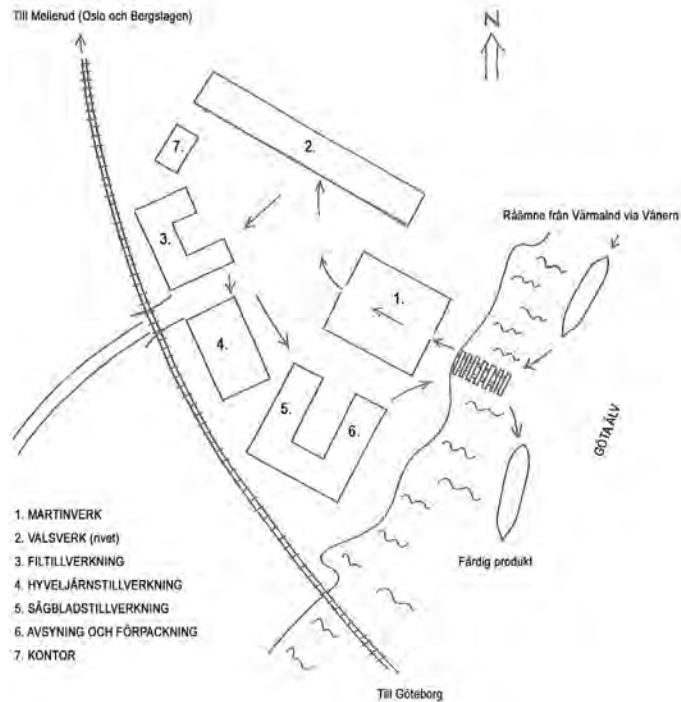 Till Mellerud (Oslo och Bergslagen)
N
7.
2.
3.
Råämne från Värmalnd via Vänern
1.
4.
5.
6.
GÖTA ÄLV
Färdig produkt
1. MARTINVERK
2. VALSVERK (rivet)
3. FILTILLVERKNING
4. HYVELJÄRNSTILLVERKNING
5. SÅGBLADSTILLVERKNING
6. AVSYNING OCH FÖRPACKNING
7. KONTOR
Till Göteborg